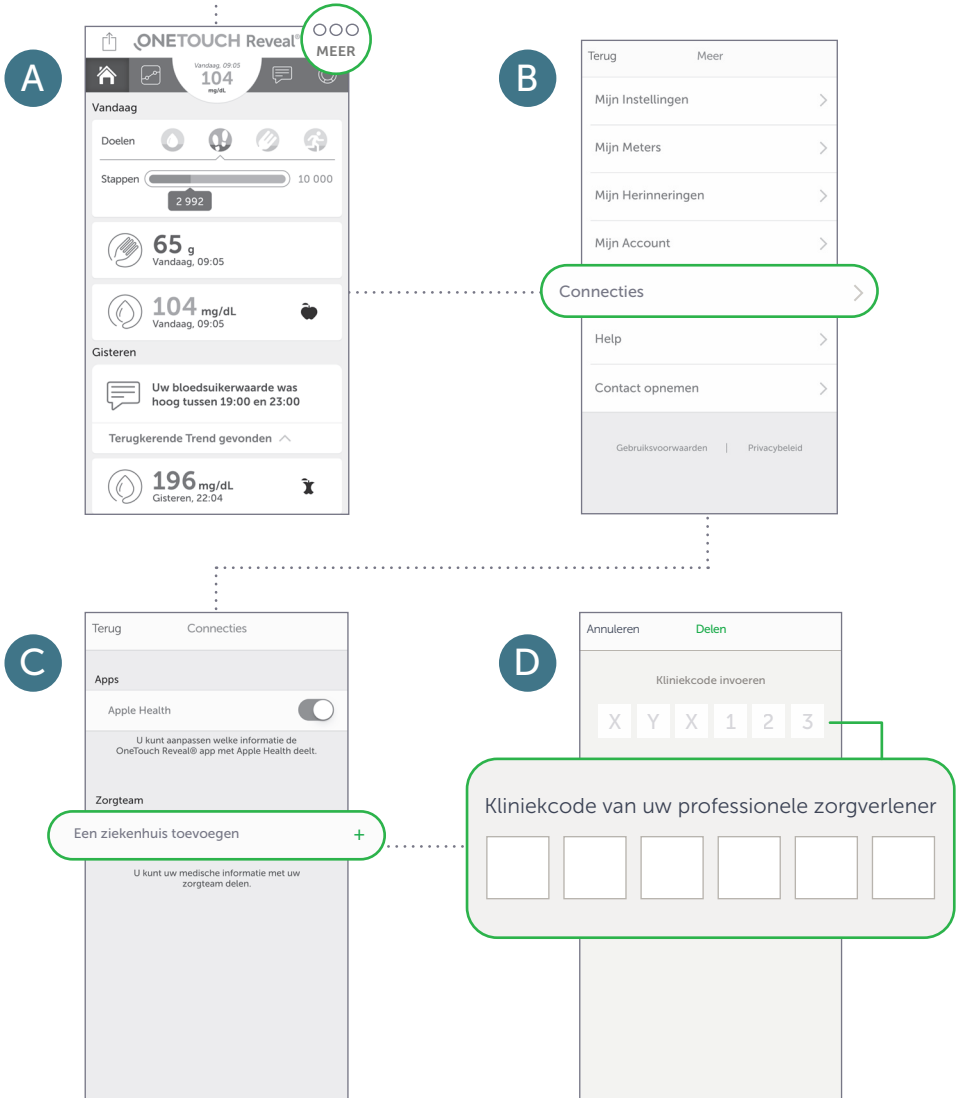 A
ONETOUCH Reveal®
MEER
Vandaag, 09:05
104
mg/dL
Vandaag
Doelen
Stappen
10 000
2 992
65 g
Vandaag, 09:05
104 mg/dL
Vandaag, 09:05
Gisteren
Uw bloedsuikerwaarde was
hoog tussen 19:00 en 23:00
Terugkerende Trend gevonden
196 mg/dL
Gisteren, 22:04
B
Terug Meer
Mijn Instellingen
Mijn Meters
Mijn Herinneringen
Mijn Account
Connecties
Help
Contact opnemen
Gebruiksvoorwaarden | Privacybeleid
C
Terug Connecties
Apps
Apple Health
U kunt aanpassen welke informatie de
OneTouch Reveal® app met Apple Health deelt.
Zorgteam
Een ziekenhuis toevoegen +
U kunt uw medische informatie met uw
zorgteam delen.
D
Annuleren Delen
Kliniekcode invoeren
X Y X 1 2 3
Kliniekcode van uw professionele zorgverlener